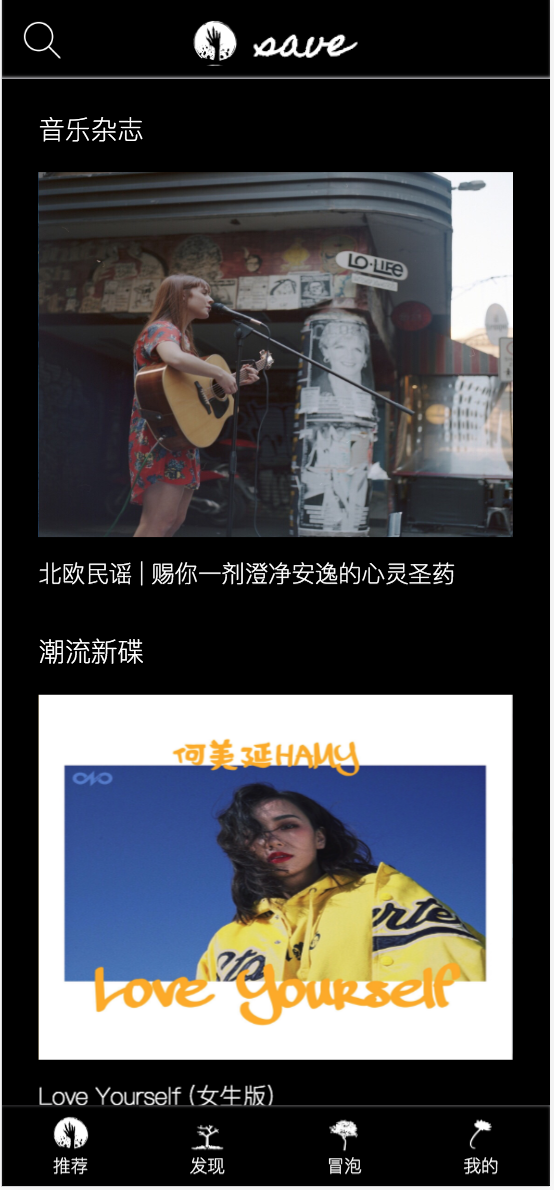 save
音乐杂志
LO-LIFE
北欧民谣 | 赐你一剂澄净安逸的心灵圣药
潮流新碟
何美延HAMY
Love Yourself
Love Yourself (女生版)
推荐
发现
冒泡
我的